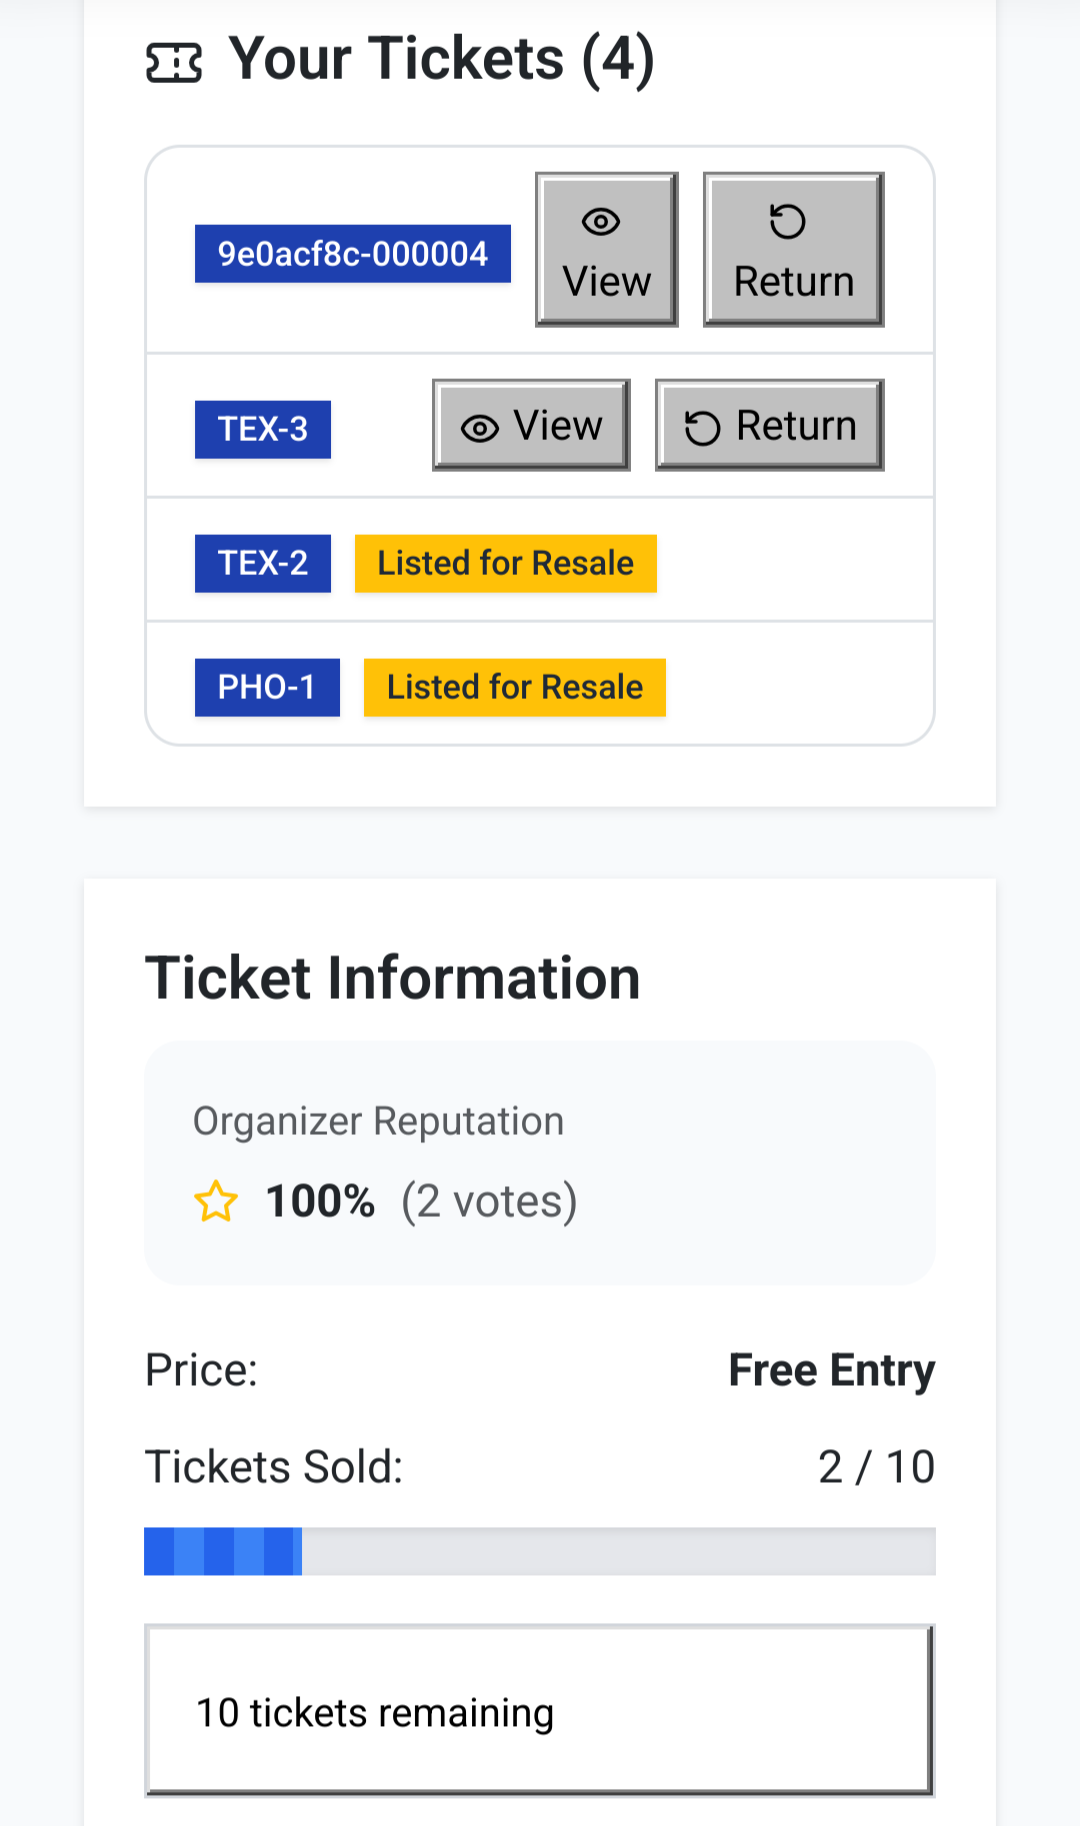 Your Tickets (4)
9e0acf8c-000004
View
Return
TEX-3
View
Return
TEX-2
Listed for Resale
PHO-1
Listed for Resale
Ticket Information
Organizer Reputation
100% (2 votes)
Price:
Free Entry
Tickets Sold:
2 / 10
10 tickets remaining